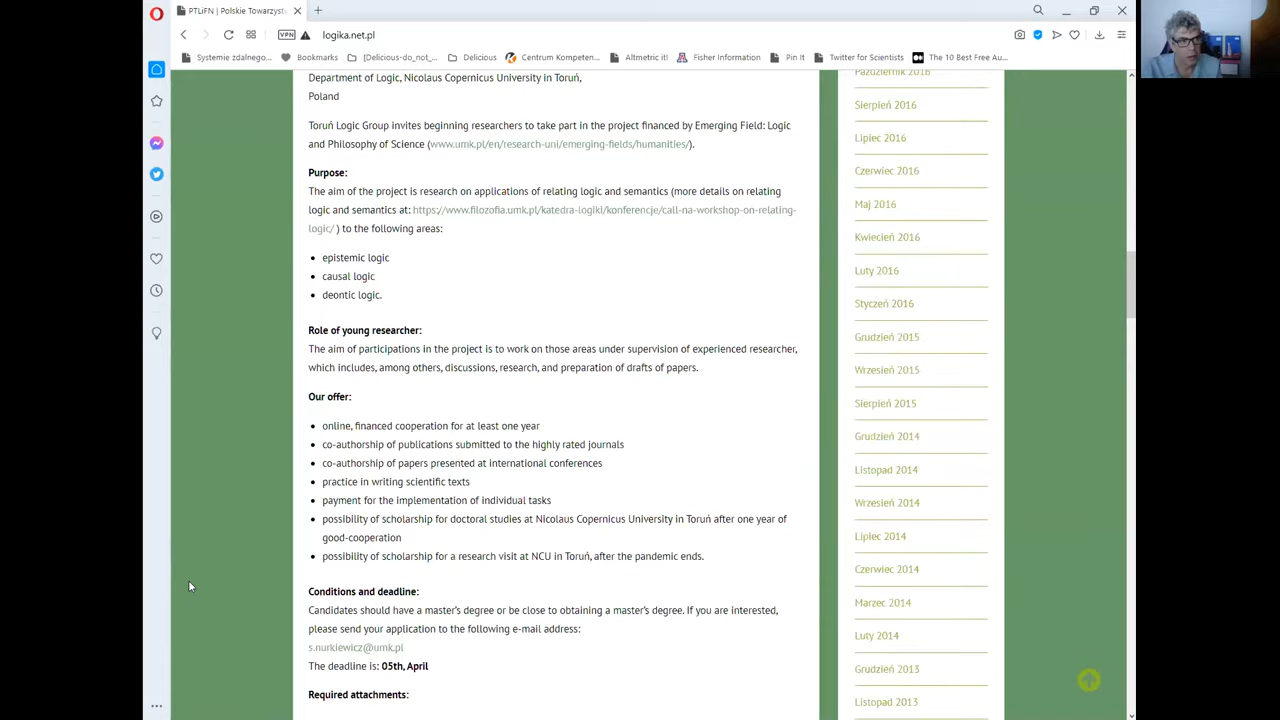 PTLiFN | Polskie Towarzystw
VPN
logika.net.pl
Systemie zdalnego...
Bookmarks
[Delicious-do_not_...
Delicious
Centrum Kompeten...
Altmetric it!
Fisher Information
Pin It
Twitter for Scientists
The 10 Best Free Au...
Department of Logic, Nicolaus Copernicus University in Toruń,
Poland
Toruń Logic Group invites beginning researchers to take part in the project financed by Emerging Field: Logic
and Philosophy of Science (www.umk.pl/en/research-uni/emerging-fields/humanities/).
Purpose:
The aim of the project is research on applications of relating logic and semantics (more details on relating
logic and semantics at: https://www.filozofia.umk.pl/katedra-logiki/konferencje/call-na-workshop-on-relating-
logic/ ) to the following areas:
• epistemic logic
• causal logic
• deontic logic.
Role of young researcher:
The aim of participations in the project is to work on those areas under supervision of experienced researcher,
which includes, among others, discussions, research, and preparation of drafts of papers.
Our offer:
• online, financed cooperation for at least one year
• co-authorship of publications submitted to the highly rated journals
• co-authorship of papers presented at international conferences
• practice in writing scientific texts
• payment for the implementation of individual tasks
• possibility of scholarship for doctoral studies at Nicolaus Copernicus University in Toruń after one year of
good-cooperation
• possibility of scholarship for a research visit at NCU in Toruń, after the pandemic ends.
Conditions and deadline:
Candidates should have a master's degree or be close to obtaining a master's degree. If you are interested,
please send your application to the following e-mail address:
s.nurkiewicz@umk.pl
The deadline is: 05th, April
Required attachments:
Październik 2016
Sierpień 2016
Lipiec 2016
Czerwiec 2016
Maj 2016
Kwiecień 2016
Luty 2016
Styczeń 2016
Grudzień 2015
Wrzesień 2015
Sierpień 2015
Grudzień 2014
Listopad 2014
Wrzesień 2014
Lipiec 2014
Czerwiec 2014
Marzec 2014
Luty 2014
Grudzień 2013
Listopad 2013